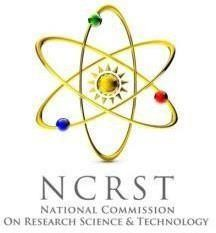 NCRST
NATIONAL COMMISSION
ON RESEARCH SCIENCE & TECHNOLOGY